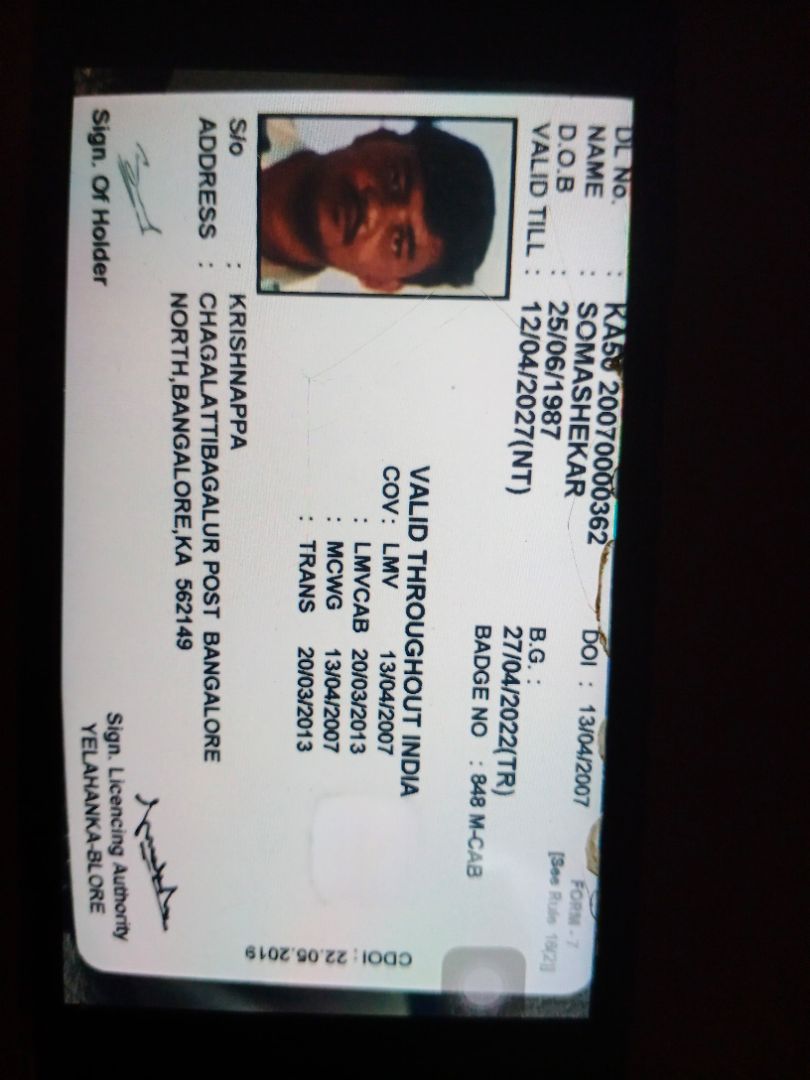 FORM - 7
[See Rule 16(2)]
DL No. : KA50 20070000362 DOI : 13/04/2007
NAME : SOMASHEKAR
D.O.B : 25/06/1987 B.G. :
VALID TILL : 12/04/2027(NT) 27/04/2022(TR)
BADGE NO : 848 M-CAB
VALID THROUGHOUT INDIA
COV : LMV 13/04/2007
: LMVCAB 20/03/2013
: MCWG 13/04/2007
: TRANS 20/03/2013
S/o : KRISHNAPPA
ADDRESS : CHAGALATTIBAGALUR POST BANGALORE
NORTH,BANGALORE,KA 562149
Sign. Of Holder
Sign. Licencing Authority
YELAHANKA-BLORE
CDOI : 22.05.2019